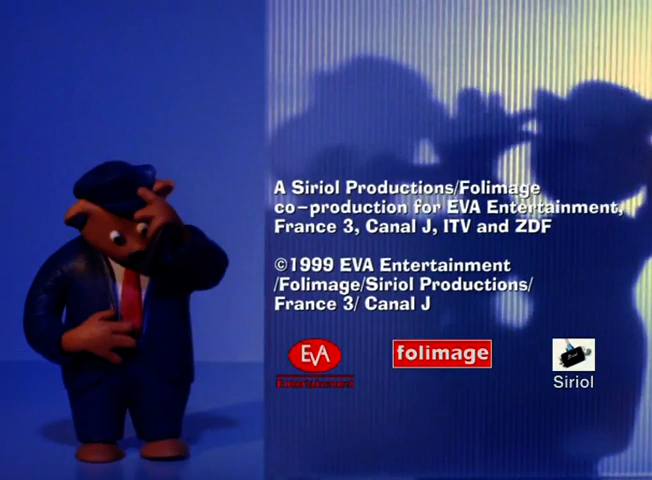 A Siriol Productions/Folimage
co-production for EVA Entertainment,
France 3, Canal J, ITV and ZDF
©1999 EVA Entertainment
/Folimage/Siriol Productions/
France 3/ Canal J
EVA
Entertainment
folimage
Siriol